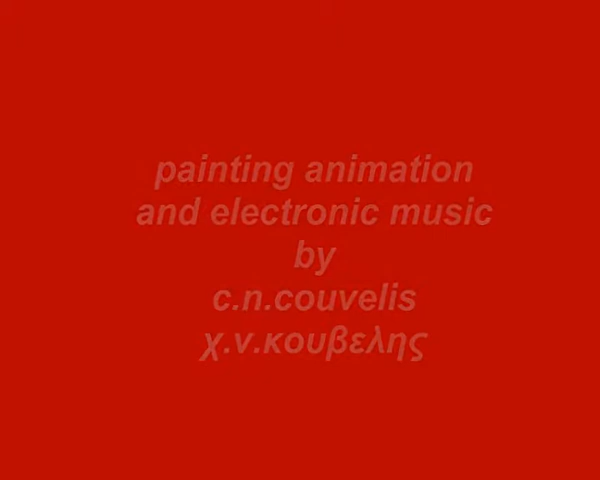 painting animation
and electronic music
by
c.n.couvelis
χ.ν.κουβελης